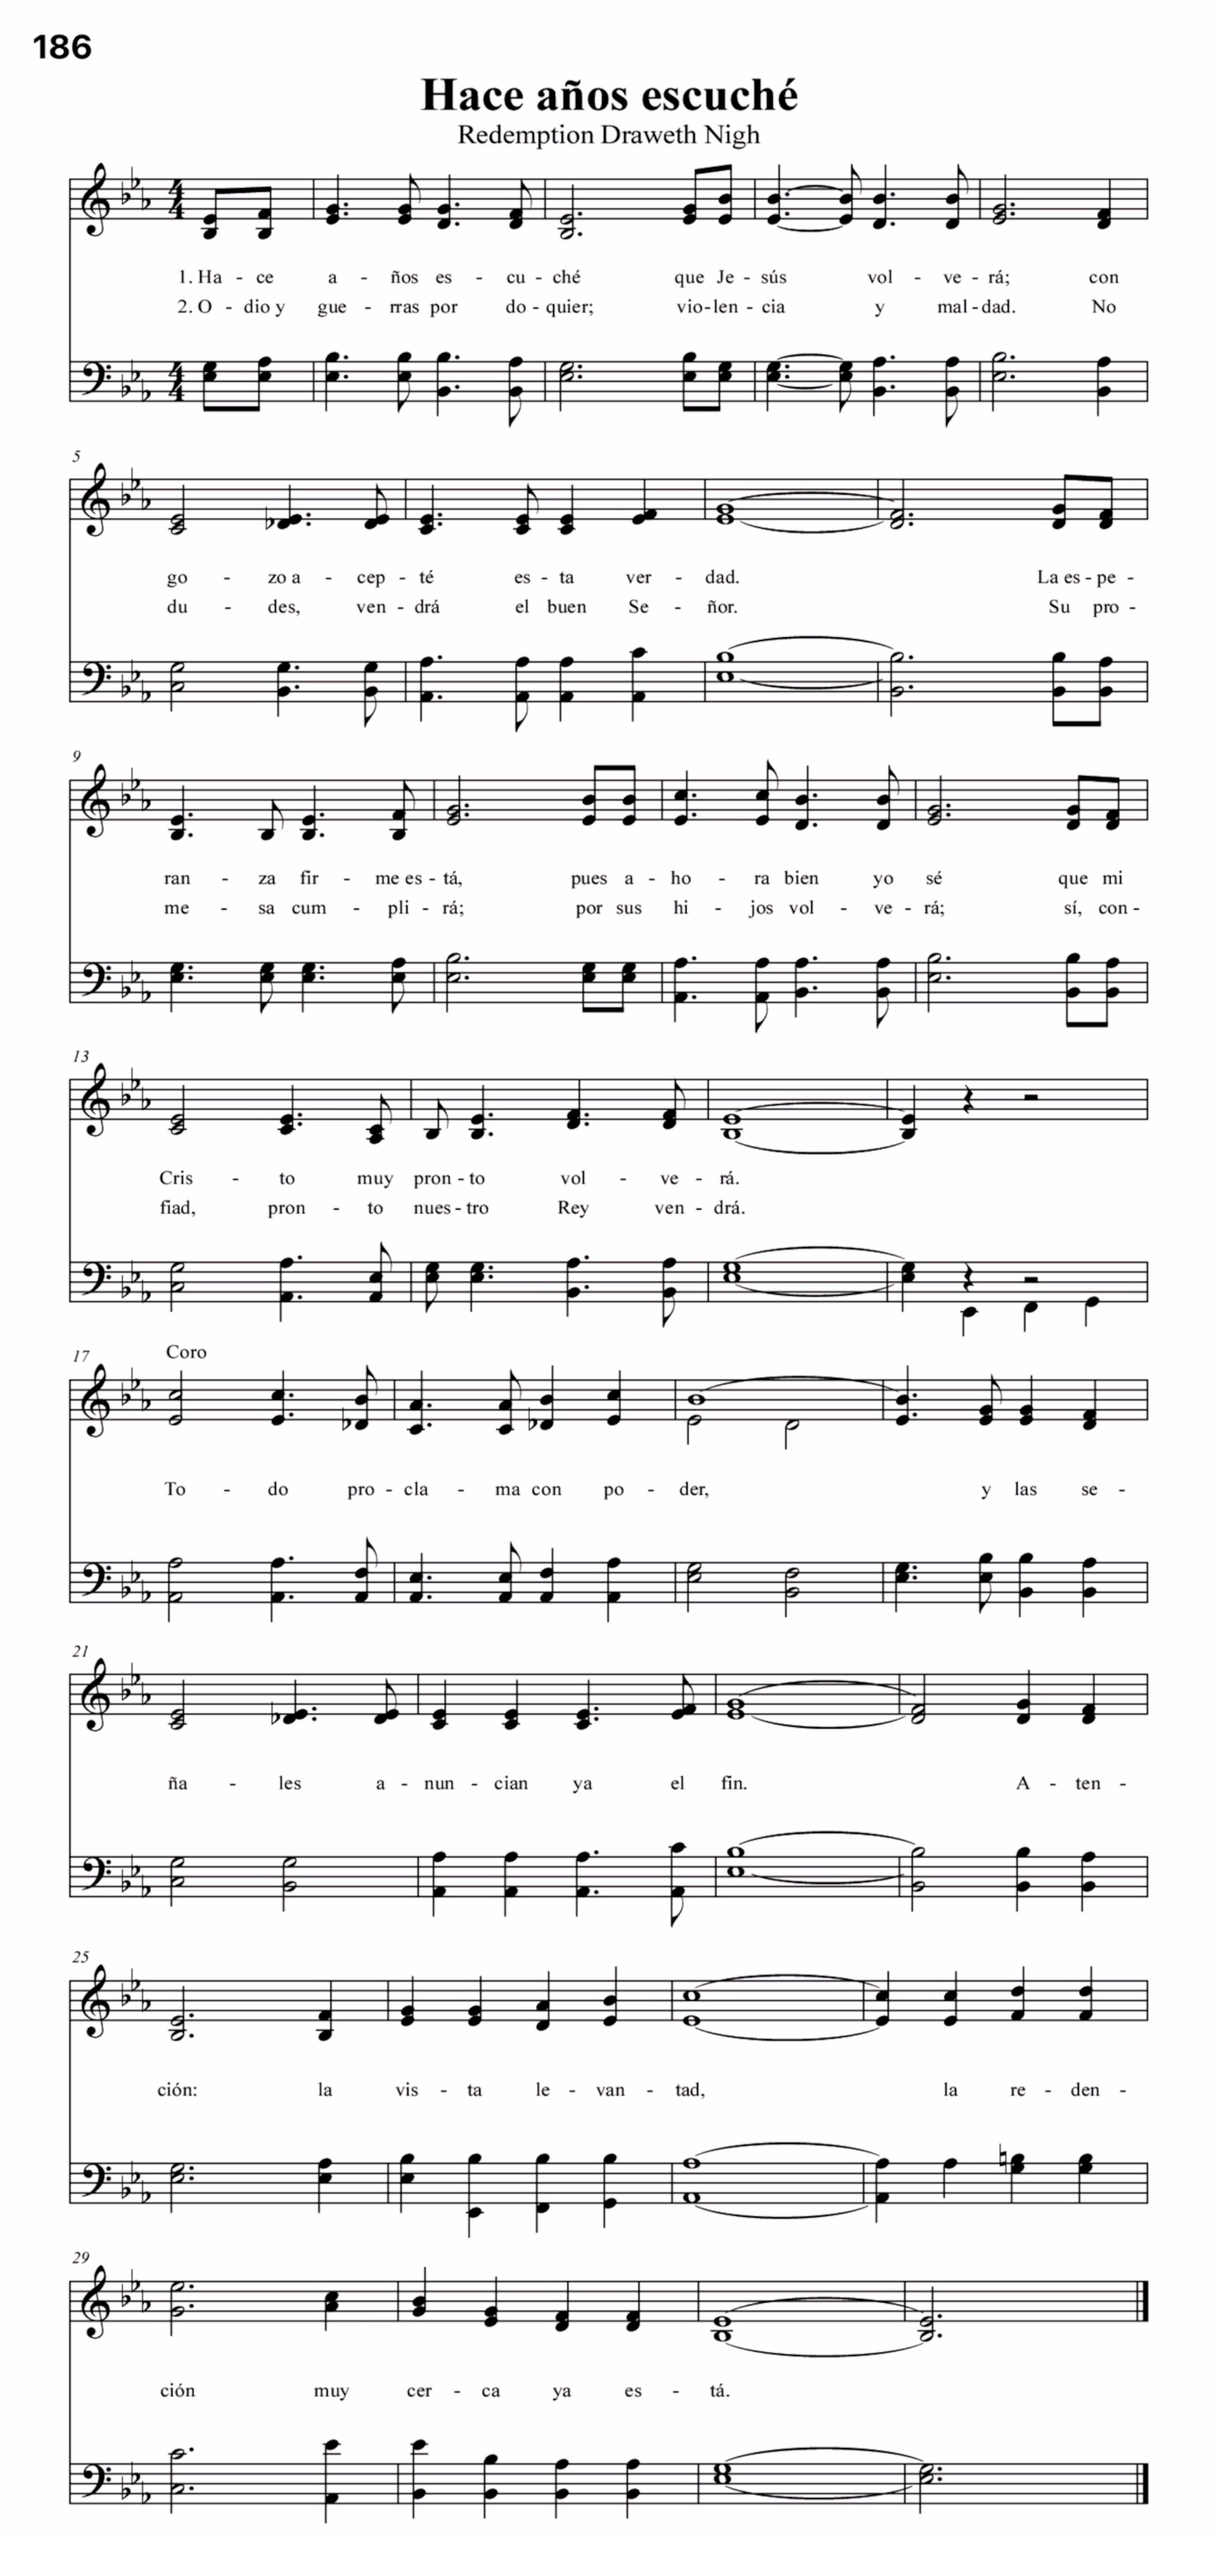 186
Hace años escuché
Redemption Draweth Nigh
1. Ha - ce a - ños es - cu - ché que Je - sús vol - ve - rá; con
2. O - dio y gue - rras por do - quier; vio - len - cia y mal - dad. No
5
go - zo a - cep - té es - ta ver - dad. La es - pe -
du - des, ven - drá el buen Se - ñor. Su pro -
9
ran - za fir - me es - tá, pues a - ho - ra bien yo sé que mi
me - sa cum - pli - rá; por sus hi - jos vol - ve - rá; sí, con -
13
Cris - to muy pron - to vol - ve - rá.
fiad, pron - to nues - tro Rey ven - drá.
17 Coro
To - do pro - cla - ma con po - der, y las se -
21
ña - les a - nun - cian ya el fin. A - ten -
25
ción: la vis - ta le - van - tad, la re - den -
29
ción muy cer - ca ya es - tá.